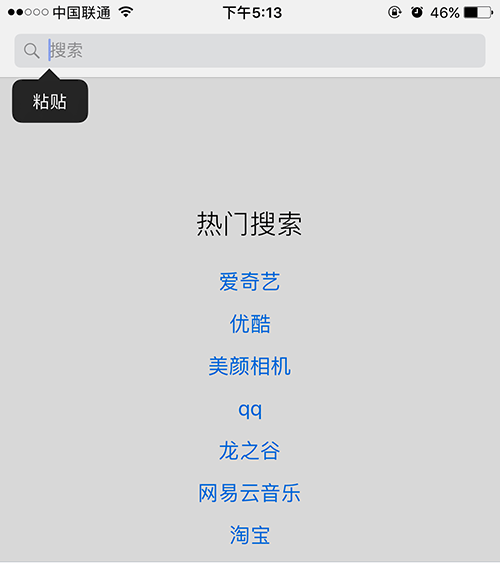 中国联通 下午5:13 46%
搜索
粘贴
热门搜索
爱奇艺
优酷
美颜相机
qq
龙之谷
网易云音乐
淘宝